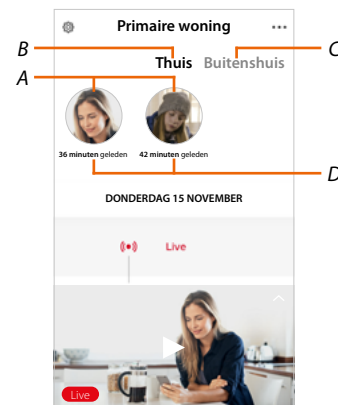 Primaire woning
B
C
Thuis Buitenshuis
A
36 minuten geleden 42 minuten geleden
D
DONDERDAG 15 NOVEMBER
Live
Live